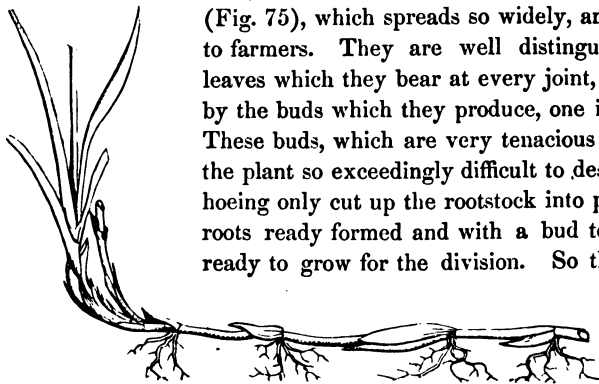 (Fig. 75), which spreads so widely, an
to farmers. They are well distingu
leaves which they bear at every joint,
by the buds which they produce, one i
These buds, which are very tenacious
the plant so exceedingly difficult to des
hoeing only cut up the rootstock into p
roots ready formed and with a bud to
ready to grow for the division. So th